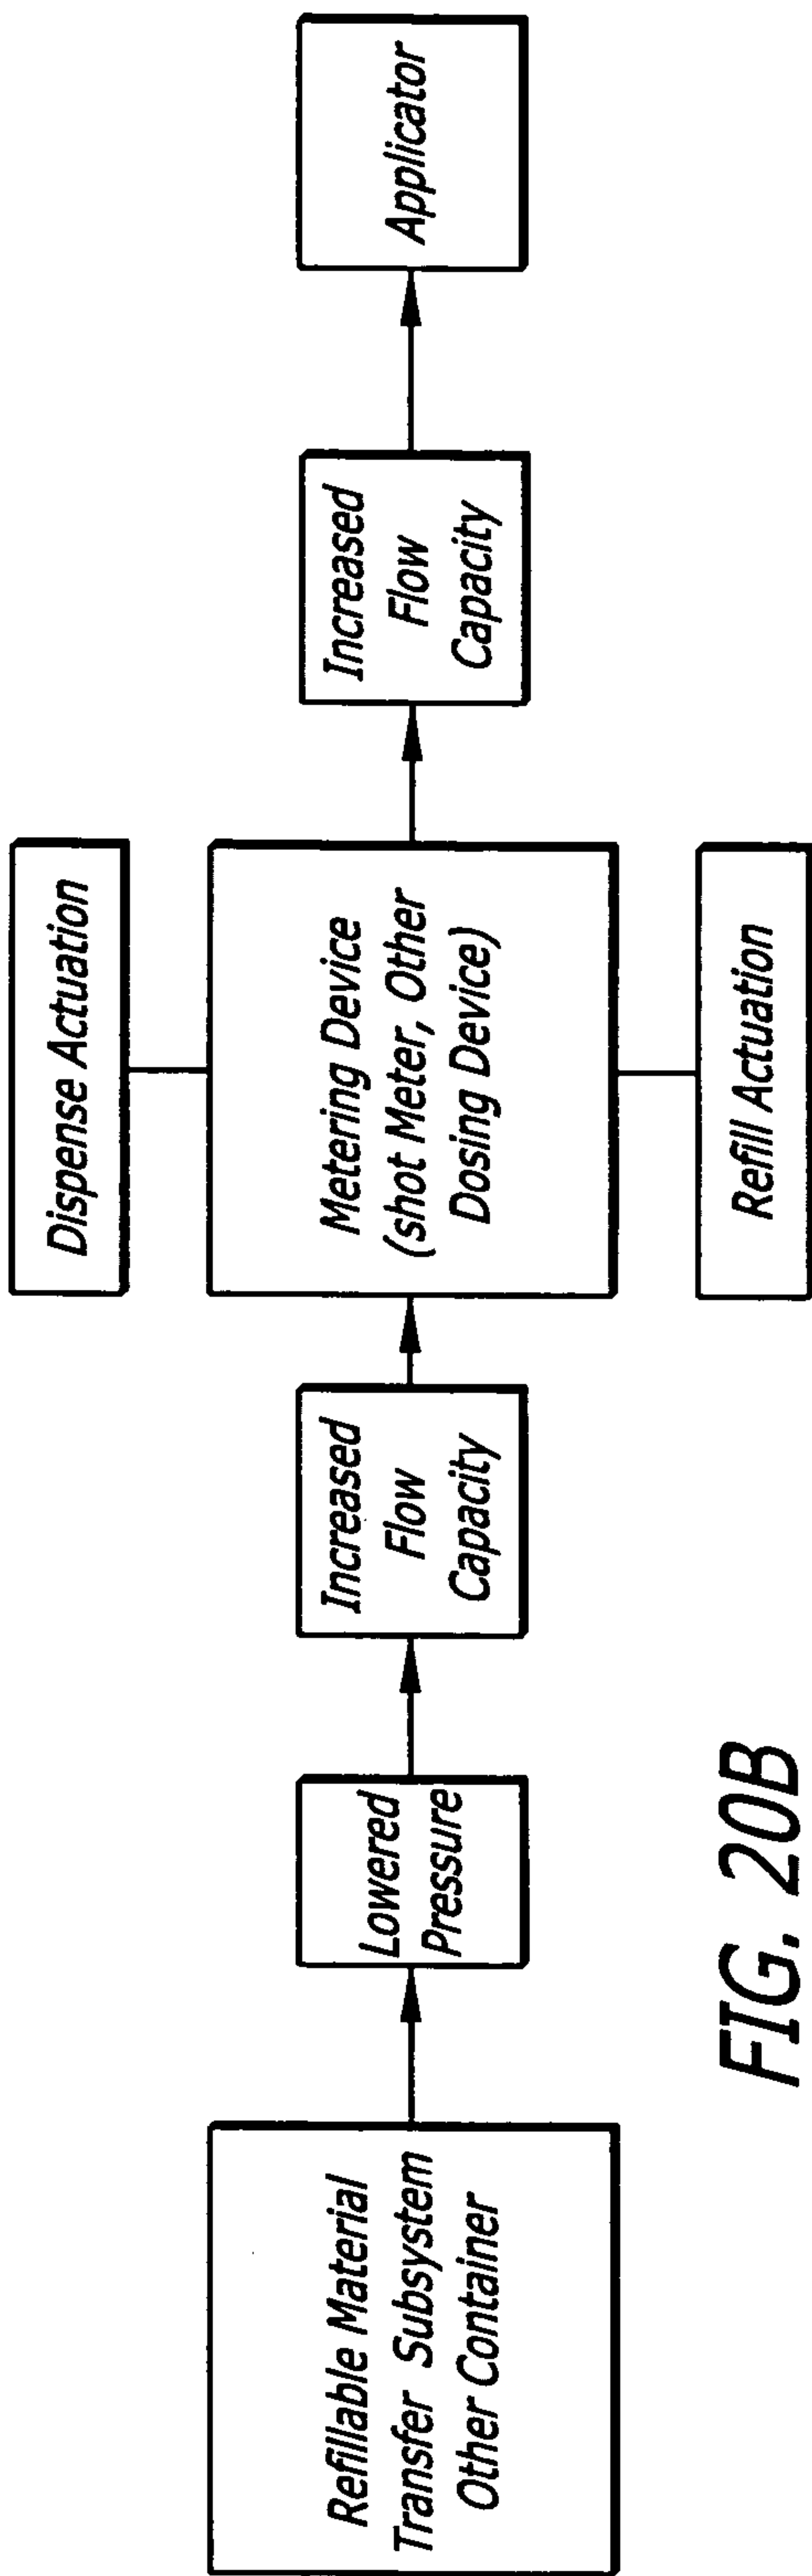 Dispense Actuation
Refillable Material
Transfer Subsystem
Other Container
Lowered
Pressure
Increased
Flow
Capacity
Metering Device
(shot Meter, Other
Dosing Device)
Increased
Flow
Capacity
Applicator
Refill Actuation
FIG. 20B